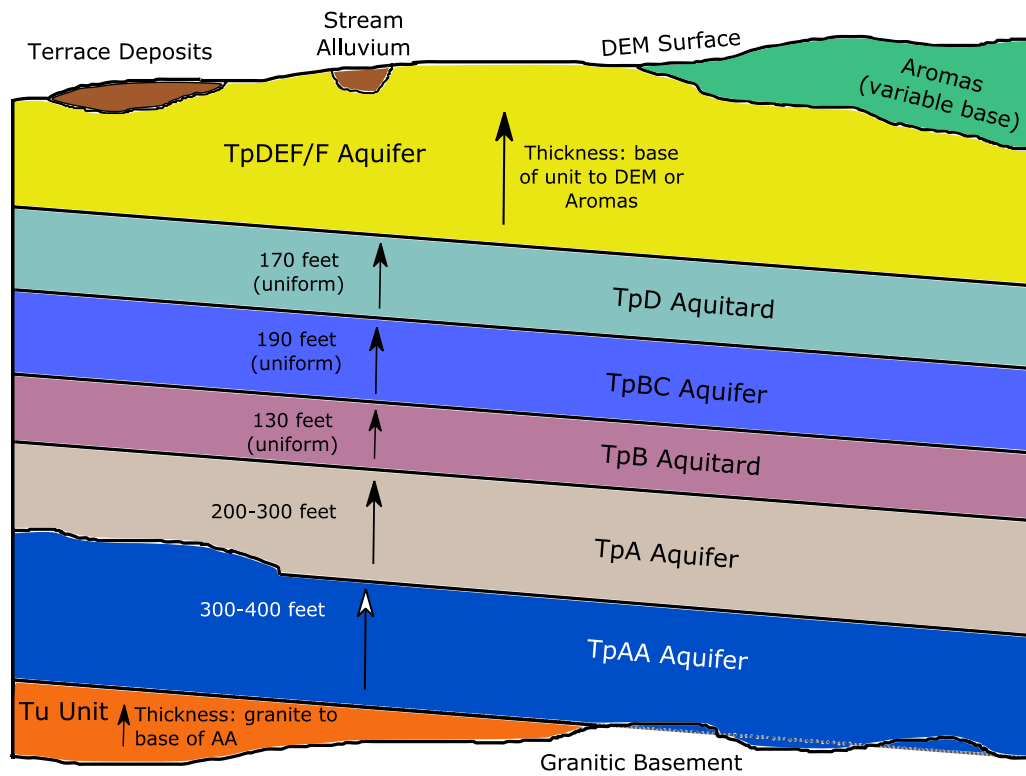 Stream
Alluvium
Terrace Deposits
DEM Surface
Aromas
(variable base)
TpDEF/F Aquifer
Thickness: base
of unit to DEM or
Aromas
170 feet
(uniform)
TpD Aquitard
190 feet
(uniform)
TpBC Aquifer
130 feet
(uniform)
TpB Aquitard
200-300 feet
TpA Aquifer
300-400 feet
TpAA Aquifer
Tu Unit
Thickness: granite to
base of AA
Granitic Basement